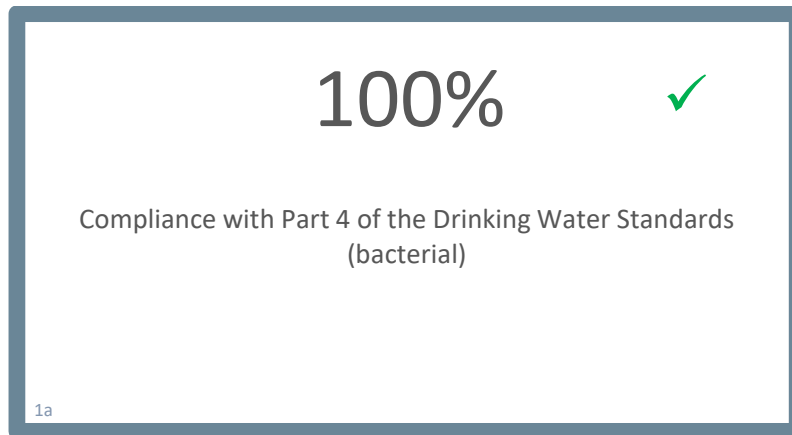 100% ✓
Compliance with Part 4 of the Drinking Water Standards
(bacterial)
1a